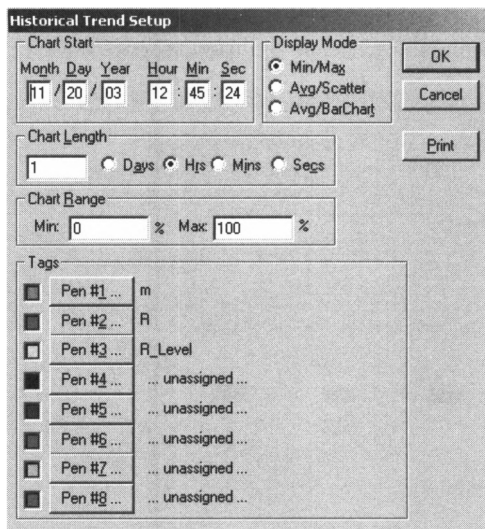 Historical Trend Setup
Chart Start
Month Day Year Hour Min Sec
11 / 20 / 03 12 : 45 : 24
Display Mode
Min/Max
Avg/Scatter
Avg/BarChart
OK
Cancel
Print
Chart Length
1 Days Hrs Mins Secs
Chart Range
Min: 0 % Max: 100 %
Tags
Pen #1 ... m
Pen #2 ... R
Pen #3 ... R_Level
Pen #4 ... ... unassigned ...
Pen #5 ... ... unassigned ...
Pen #6 ... ... unassigned ...
Pen #7 ... ... unassigned ...
Pen #8 ... ... unassigned ...